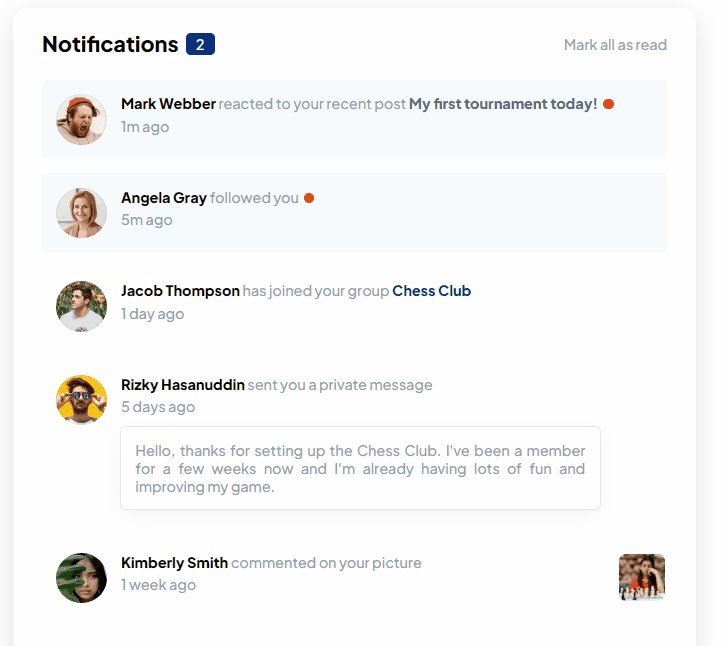 Notifications 2 Mark all as read
Mark Webber reacted to your recent post My first tournament today!
1m ago
Angela Gray followed you
5m ago
Jacob Thompson has joined your group Chess Club
1 day ago
Rizky Hasanuddin sent you a private message
5 days ago
Hello, thanks for setting up the Chess Club. I've been a member
for a few weeks now and I'm already having lots of fun and
improving my game.
Kimberly Smith commented on your picture
1 week ago